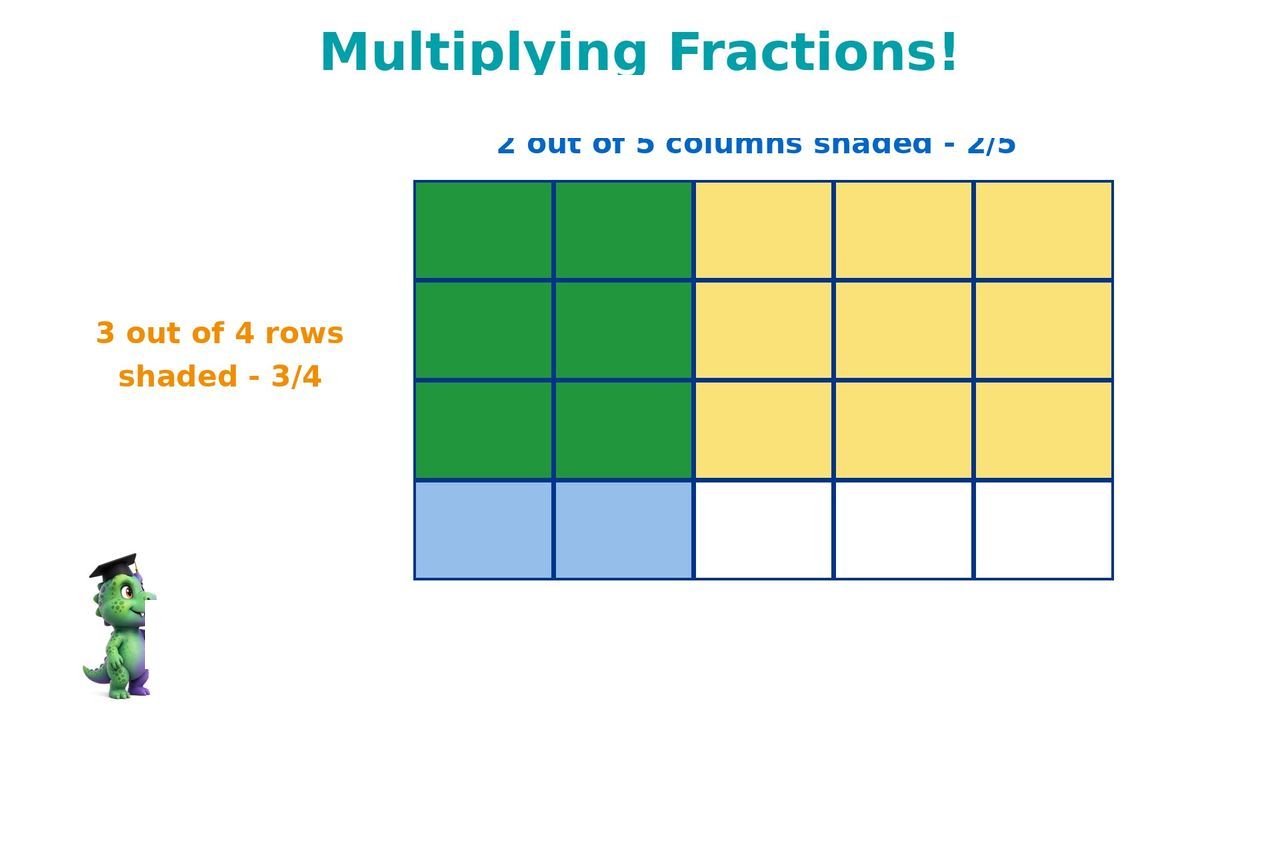 Multiplying Fractions!
2 out of 5 columns shaded - 2/5
3 out of 4 rows
shaded - 3/4